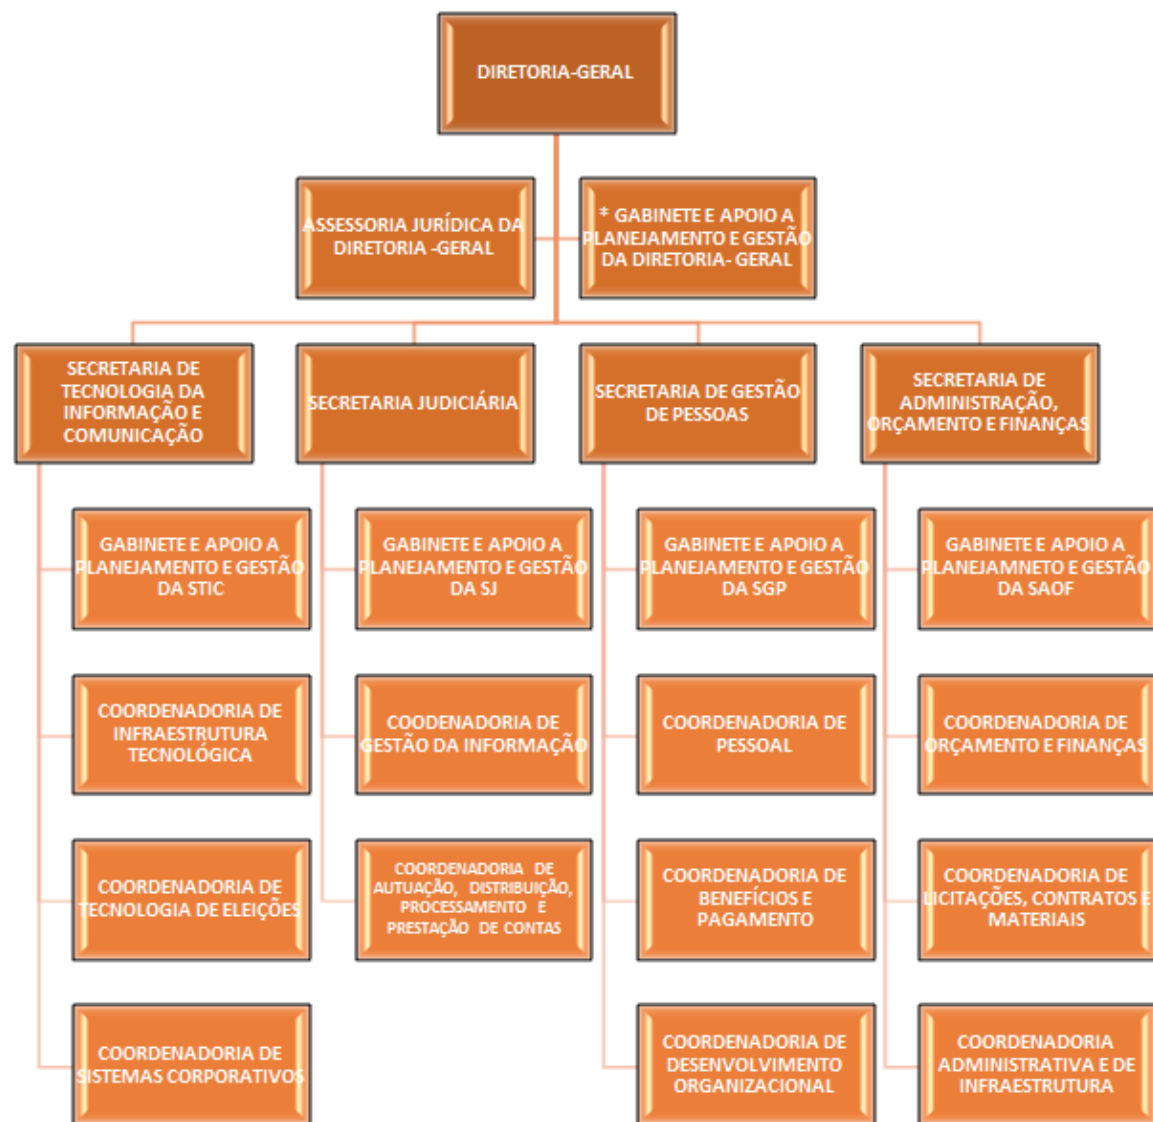 DIRETORIA-GERAL
ASSESSORIA JURÍDICA DA
DIRETORIA -GERAL
* GABINETE E APOIO A
PLANEJAMENTO E GESTÃO
DA DIRETORIA- GERAL
SECRETARIA DE
TECNOLOGIA DA
INFORMAÇÃO E
COMUNICAÇÃO
SECRETARIA JUDICIÁRIA
SECRETARIA DE GESTÃO
DE PESSOAS
SECRETARIA DE
ADMINISTRAÇÃO,
ORÇAMENTO E FINANÇAS
GABINETE E APOIO A
PLANEJAMENTO E GESTÃO
DA STIC
GABINETE E APOIO A
PLANEJAMENTO E GESTÃO
DA SJ
GABINETE E APOIO A
PLANEJAMENTO E GESTÃO
DA SGP
GABINETE E APOIO A
PLANEJAMNETO E GESTÃO
DA SAOF
COORDENADORIA DE
INFRAESTRUTURA
TECNOLÓGICA
COODENADORIA DE
GESTÃO DA INFORMAÇÃO
COORDENADORIA DE
PESSOAL
COORDENADORIA DE
ORÇAMENTO E FINANÇAS
COORDENADORIA DE
TECNOLOGIA DE ELEIÇÕES
COORDENADORIA DE
AUTUAÇÃO, DISTRIBUIÇÃO,
PROCESSAMENTO E
PRESTAÇÃO DE CONTAS
COORDENADORIA DE
BENEFÍCIOS E
PAGAMENTO
COORDENADORIA DE
LICITAÇÕES, CONTRATOS E
MATERIAIS
COORDENADORIA DE
SISTEMAS CORPORATIVOS
COORDENADORIA DE
DESENVOLVIMENTO
ORGANIZACIONAL
COORDENADORIA
ADMINISTRATIVA E DE
INFRAESTRUTURA